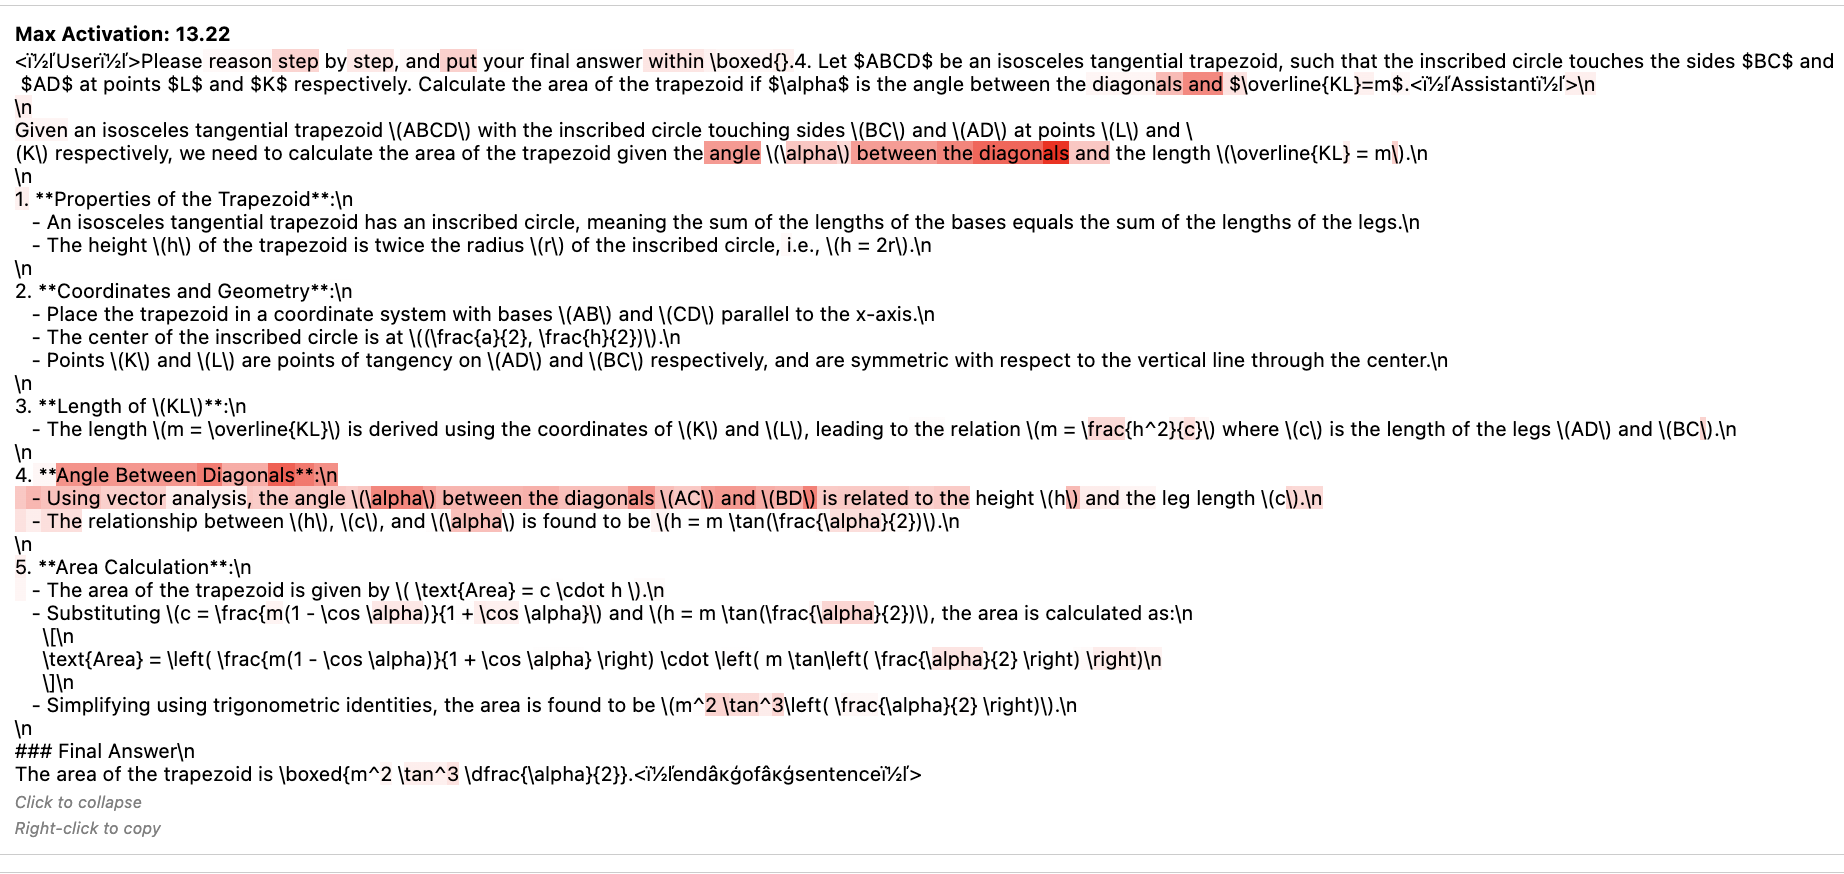 Max Activation: 13.22
<ï½ľUserï½ľ>Please reason step by step, and put your final answer within \boxed{}.4. Let $ABCD$ be an isosceles tangential trapezoid, such that the inscribed circle touches the sides $BC$ and
$AD$ at points $L$ and $K$ respectively. Calculate the area of the trapezoid if $\alpha$ is the angle between the diagonals and $\overline{KL}=m$.<ï½ľAssistantï½ľ>\n
\n
Given an isosceles tangential trapezoid \(ABCD\) with the inscribed circle touching sides \(BC\) and \(AD\) at points \(L\) and \
(K\) respectively, we need to calculate the area of the trapezoid given the angle \(\alpha\) between the diagonals and the length \(\overline{KL} = m\).\n
\n
1. **Properties of the Trapezoid**:\n
- An isosceles tangential trapezoid has an inscribed circle, meaning the sum of the lengths of the bases equals the sum of the lengths of the legs.\n
- The height \(h\) of the trapezoid is twice the radius \(r\) of the inscribed circle, i.e., \(h = 2r\).\n
\n
2. **Coordinates and Geometry**:\n
- Place the trapezoid in a coordinate system with bases \(AB\) and \(CD\) parallel to the x-axis.\n
- The center of the inscribed circle is at \((\frac{a}{2}, \frac{h}{2})\).\n
- Points \(K\) and \(L\) are points of tangency on \(AD\) and \(BC\) respectively, and are symmetric with respect to the vertical line through the center.\n
\n
3. **Length of \(KL\)**:\n
- The length \(m = \overline{KL}\) is derived using the coordinates of \(K\) and \(L\), leading to the relation \(m = \frac{h^2}{c}\) where \(c\) is the length of the legs \(AD\) and \(BC\).\n
\n
4. **Angle Between Diagonals**:\n
- Using vector analysis, the angle \(\alpha\) between the diagonals \(AC\) and \(BD\) is related to the height \(h\) and the leg length \(c\).\n
- The relationship between \(h\), \(c\), and \(\alpha\) is found to be \(h = m \tan(\frac{\alpha}{2})\).\n
\n
5. **Area Calculation**:\n
- The area of the trapezoid is given by \( \text{Area} = c \cdot h \).\n
- Substituting \(c = \frac{m(1 - \cos \alpha)}{1 + \cos \alpha}\) and \(h = m \tan(\frac{\alpha}{2})\), the area is calculated as:\n
\[\n
\text{Area} = \left( \frac{m(1 - \cos \alpha)}{1 + \cos \alpha} \right) \cdot \left( m \tan\left( \frac{\alpha}{2} \right) \right)\n
\]\n
- Simplifying using trigonometric identities, the area is found to be \(m^2 \tan^3\left( \frac{\alpha}{2} \right)\).\n
\n
### Final Answer\n
The area of the trapezoid is \boxed{m^2 \tan^3 \dfrac{\alpha}{2}}.<ï½ľendâĸģofâĸģsentenceï½ľ>
Click to collapse
Right-click to copy